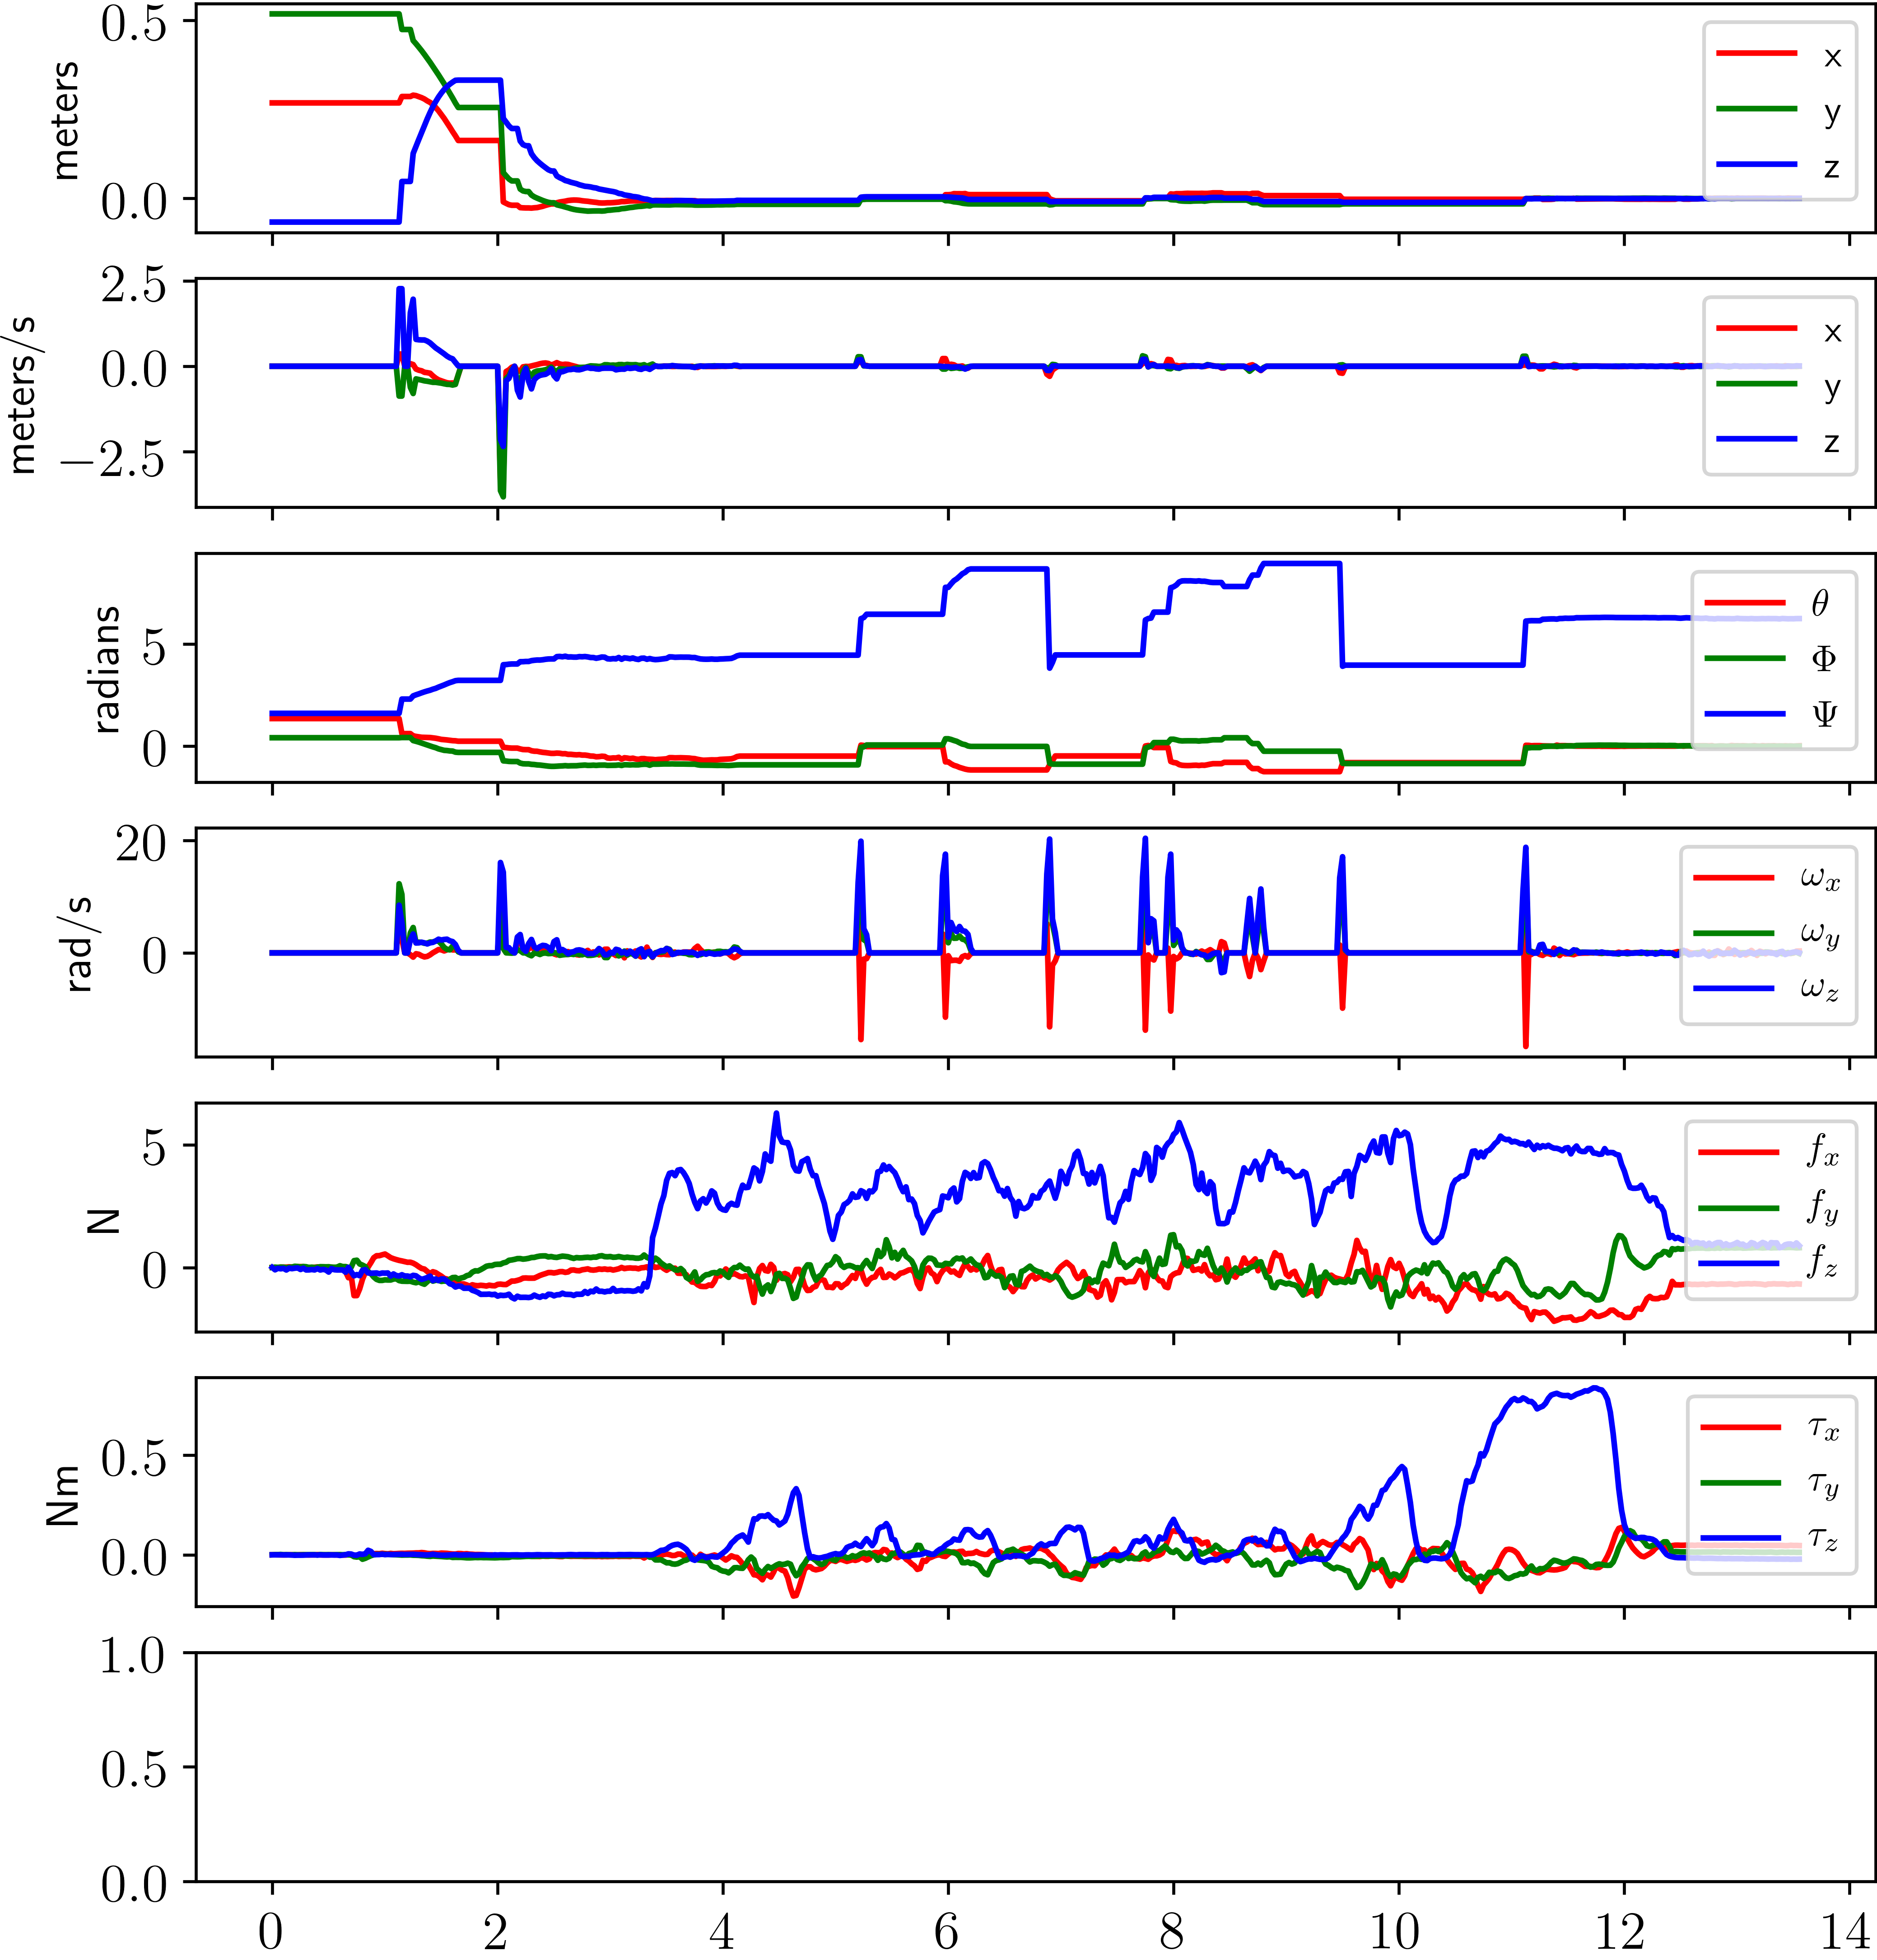 meters
0.5
0.0
x
y
z
meters/s
2.5
0.0
−2.5
x
y
z
radians
5
0
θ
Φ
Ψ
rad/s
20
0
ωx
ωy
ωz
N
5
0
fx
fy
fz
Nm
0.5
0.0
τx
τy
τz
1.0
0.5
0.0
0 2 4 6 8 10 12 14